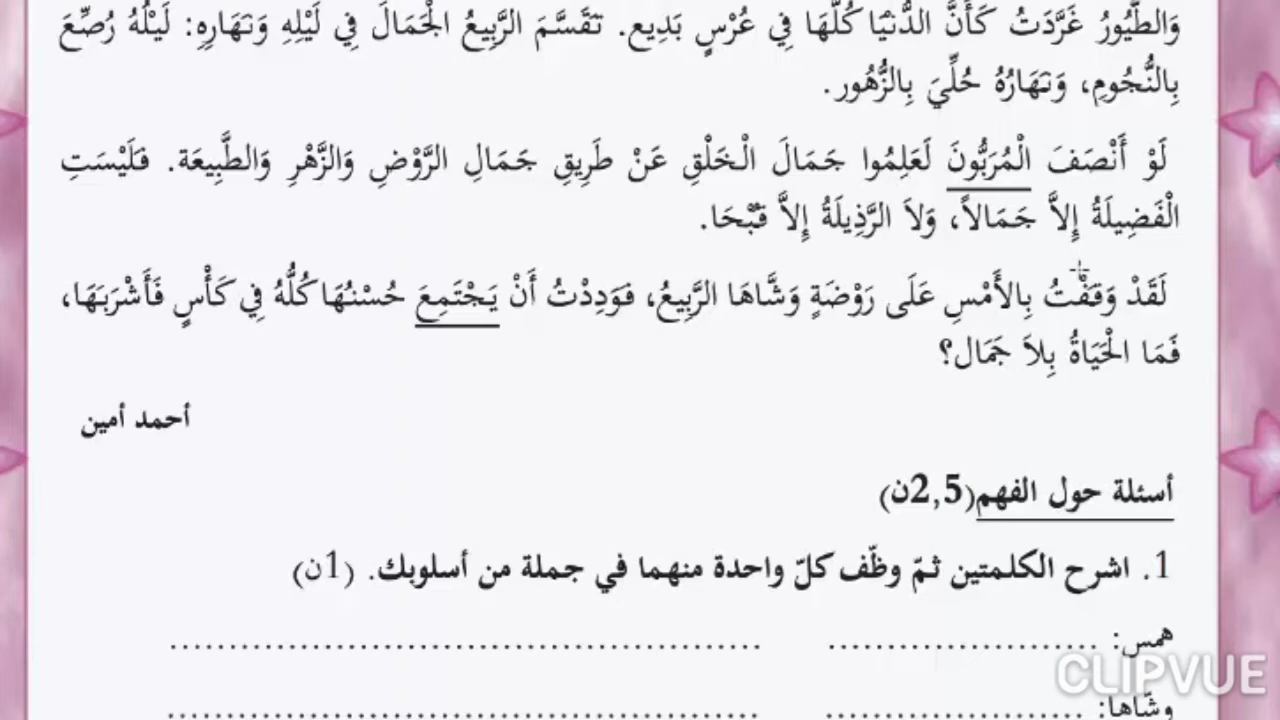 وَالطُّيُورُ غَرَّدَتْ كَأَنَّ الدُّنْيَا كُلَّهَا فِي عُرْسٍ بَدِيع. تَقَسَّمَ الرَّبِيعُ الْجَمَالَ فِي لَيْلِهِ وَنَهَارِهِ: لَيْلُهُ رُصِّعَ
بِالنُّجُومِ، وَنَهَارُهُ حُلِّيَ بِالزُّهُور.
لَوْ أَنْصَفَ الْمُرَبُّونَ لَعَلِمُوا جَمَالَ الْخَلْقِ عَنْ طَرِيقِ جَمَالِ الرَّوْضِ وَالزَّهْرِ وَالطَّبِيعَة. فَلَيْسَتِ
الْفَضِيلَةُ إِلاَّ جَمَالاً، وَلاَ الرَّذِيلَةُ إِلاَّ قُبْحَا.
لَقَدْ وَقَفْتُ بِالأَمْسِ عَلَى رَوْضَةٍ وَشَّاهَا الرَّبِيعُ، فَوَدِدْتُ أَنْ يَجْتَمِعَ حُسْنُهَا كُلُّهُ فِي كَأْسٍ فَأَشْرَبَهَا،
فَمَا الْحَيَاةُ بِلاَ جَمَال؟
أحمد أمين
أسئلة حول الفهم(2,5ن)
1. اشرح الكلمتين ثمّ وظّف كلّ واحدة منهما في جملة من أسلوبك. (1ن)
همس: ........................ ..................................................
وشّاها: ........................ ..................................................
CLIPVUE